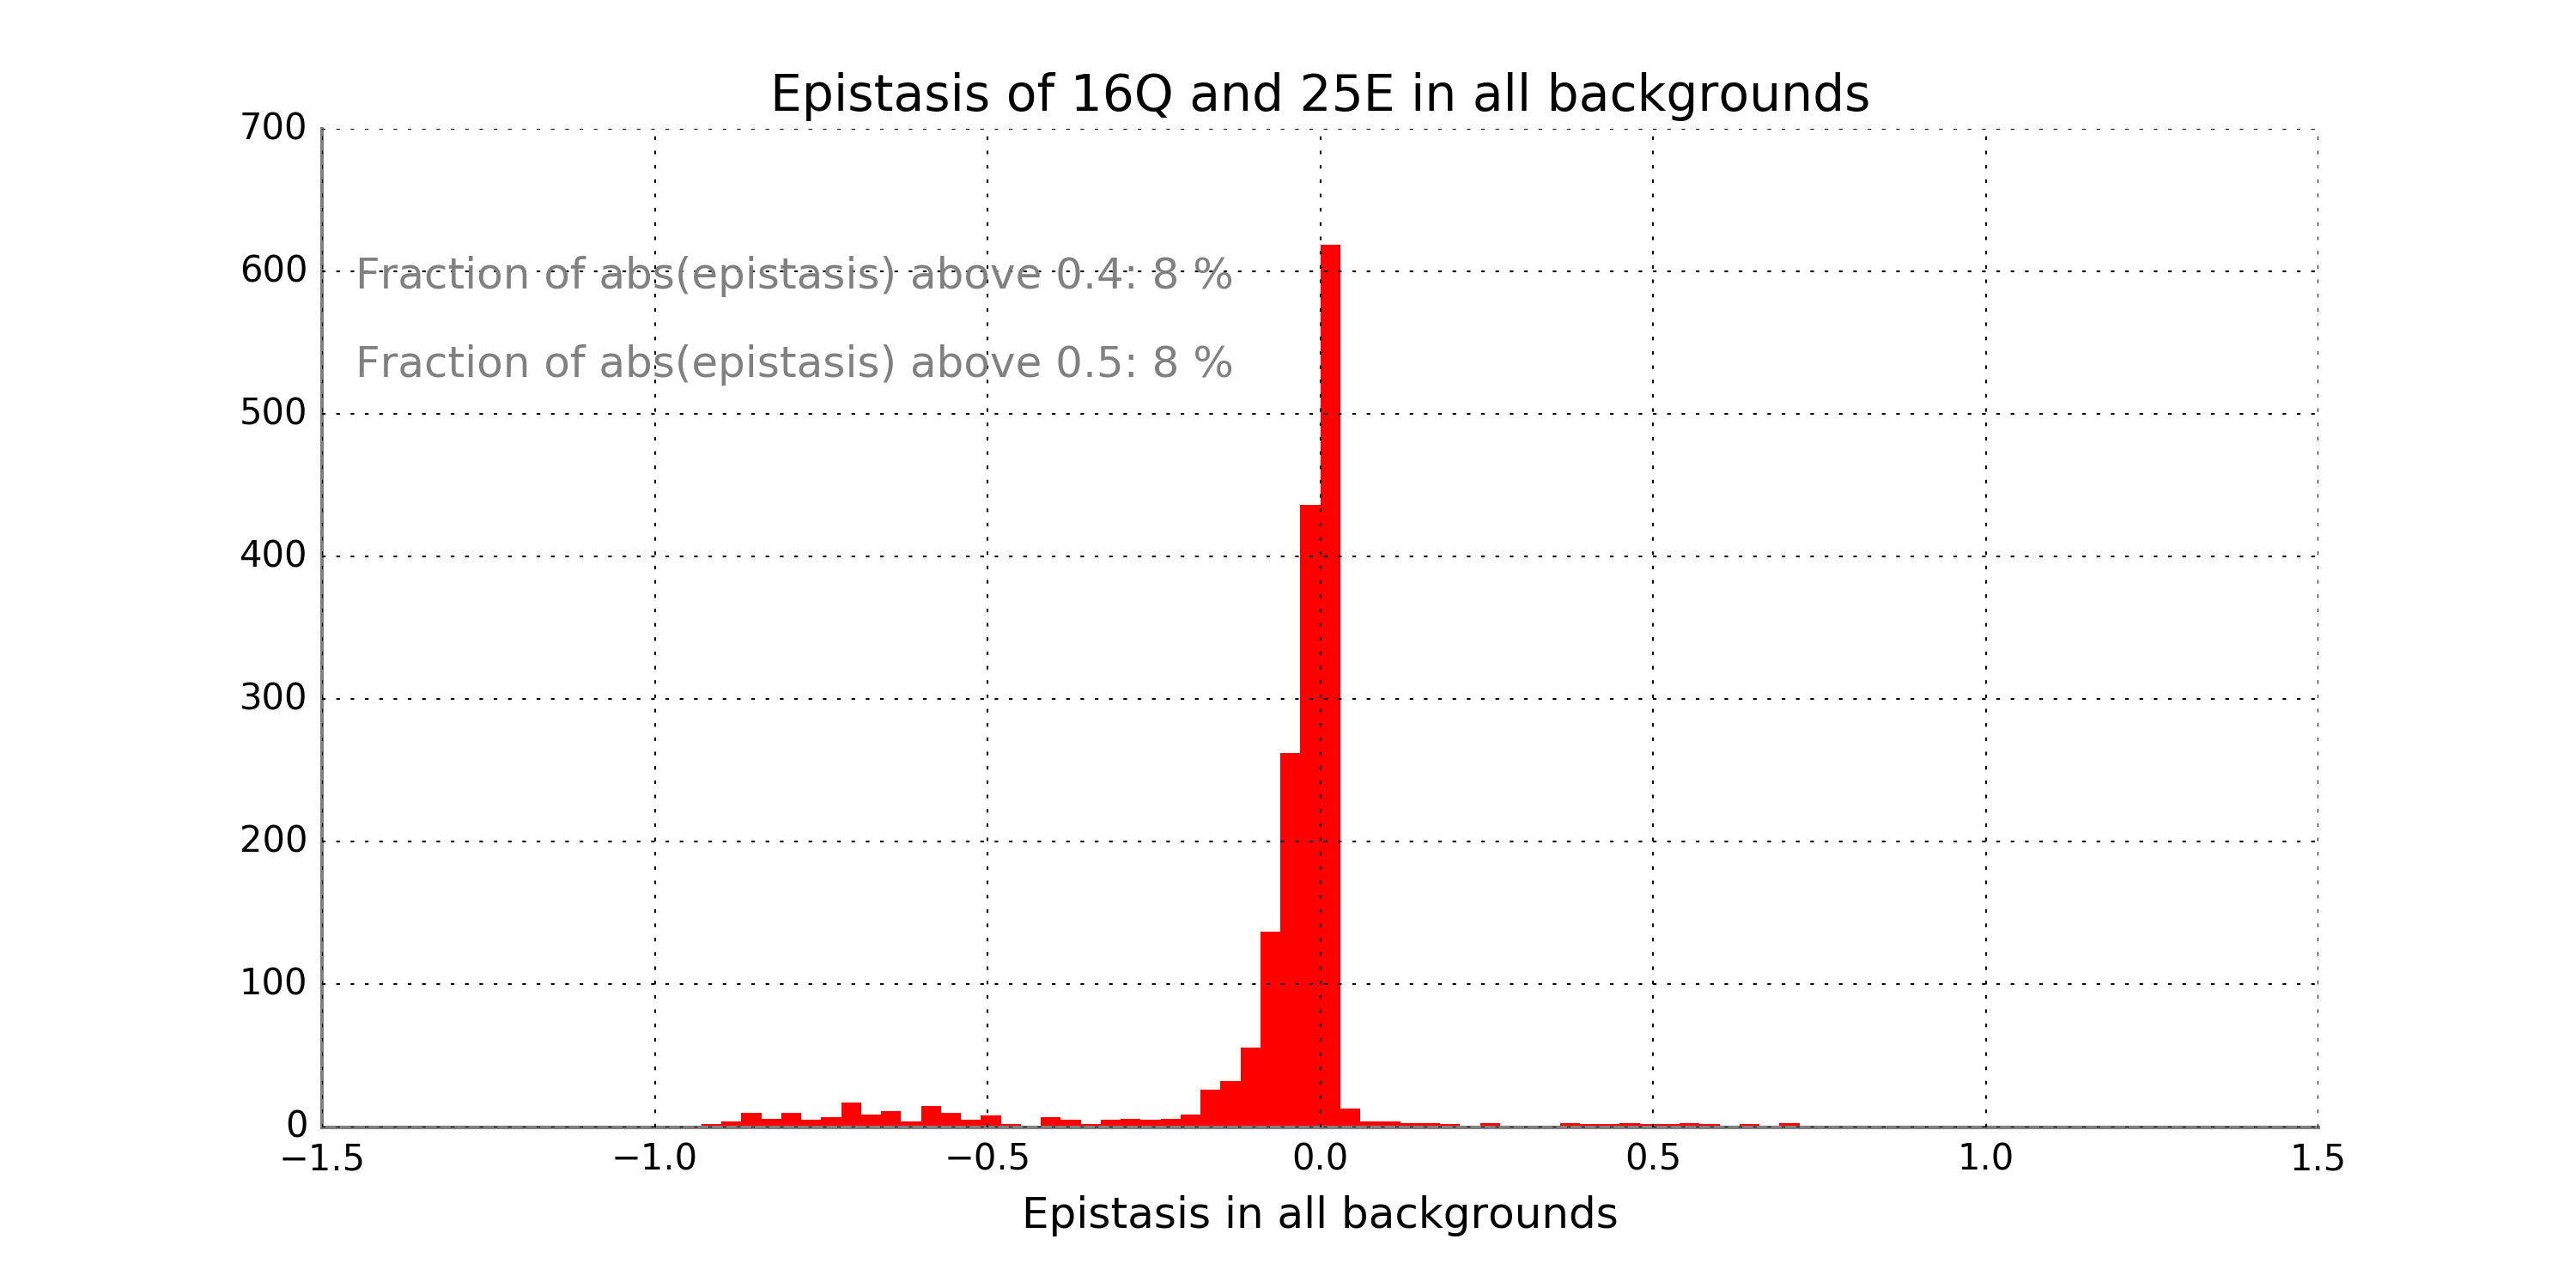 Epistasis of 16Q and 25E in all backgrounds
700
600
Fraction of abs(epistasis) above 0.4: 8 %
Fraction of abs(epistasis) above 0.5: 8 %
500
400
300
200
100
0
−1.5 −1.0 −0.5 0.0 0.5 1.0 1.5
Epistasis in all backgrounds